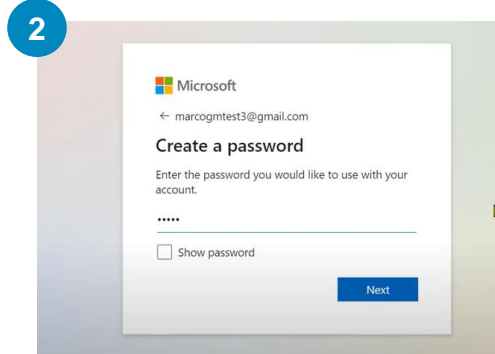 2
Microsoft
← marcogmtest3@gmail.com
Create a password
Enter the password you would like to use with your
account.
•••••
Show password
Next